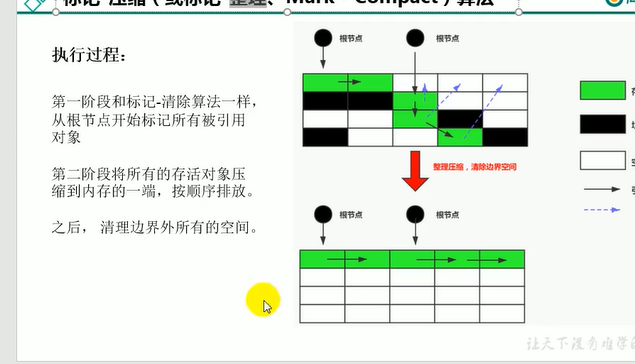 标记-压缩(或标记-整理、Mark - Compact)算法
执行过程：
根节点 根节点
第一阶段和标记-清除算法一样，
从根节点开始标记所有被引用
对象
第二阶段将所有的存活对象压
缩到内存的一端，按顺序排放。
之后， 清理边界外所有的空间。
整理压缩，清除边界空间
根节点 根节点
让天下没有难学的